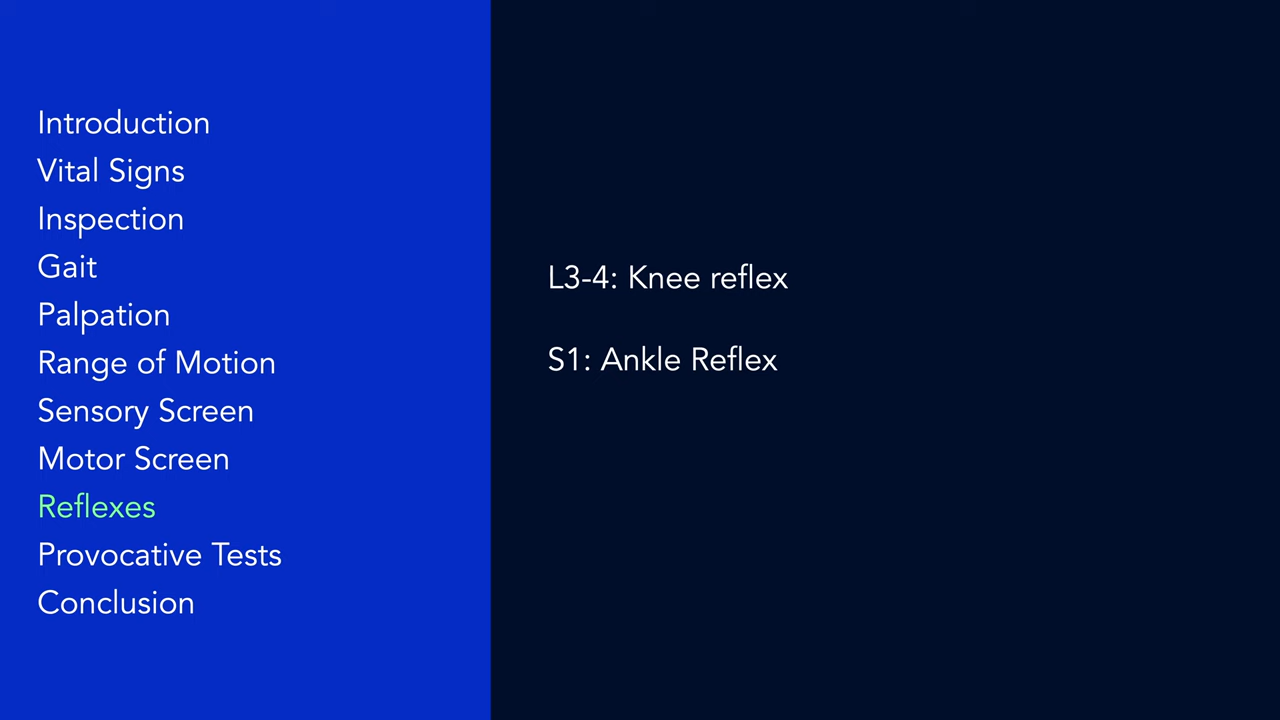 Introduction
Vital Signs
Inspection
Gait
Palpation
Range of Motion
Sensory Screen
Motor Screen
Reflexes
Provocative Tests
Conclusion
L3-4: Knee reflex
S1: Ankle Reflex